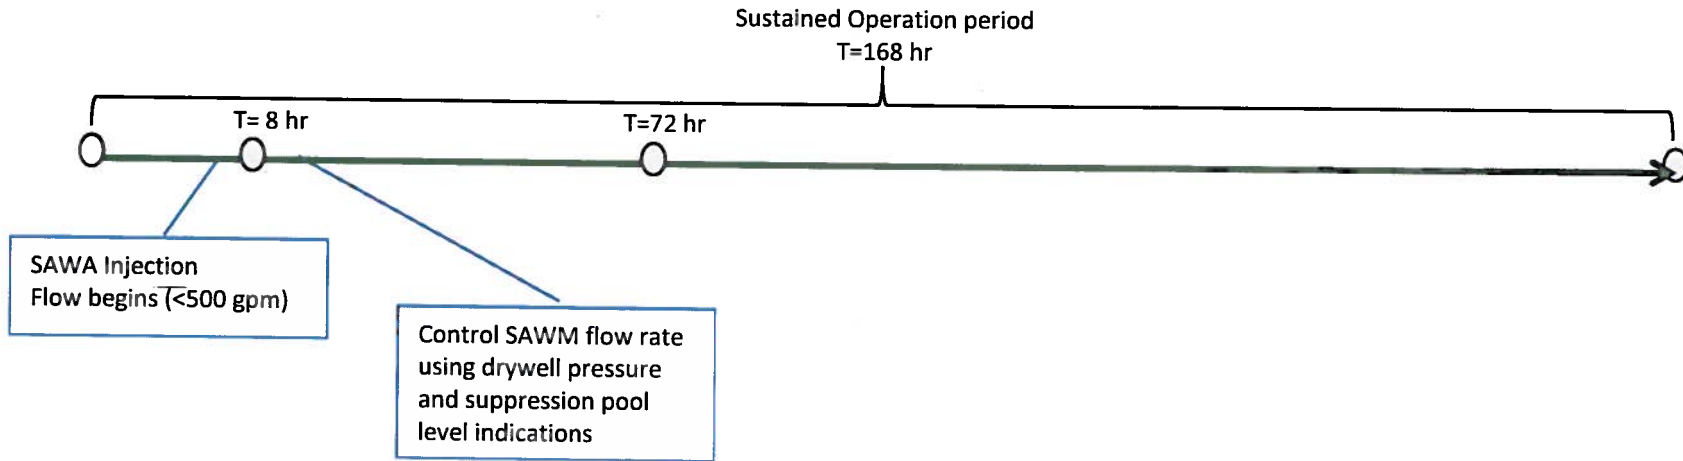 Sustained Operation period
T=168 hr
T= 8 hr
T=72 hr
SAWA Injection
Flow begins (<500 gpm)
Control SAWM flow rate
using drywell pressure
and suppression pool
level indications